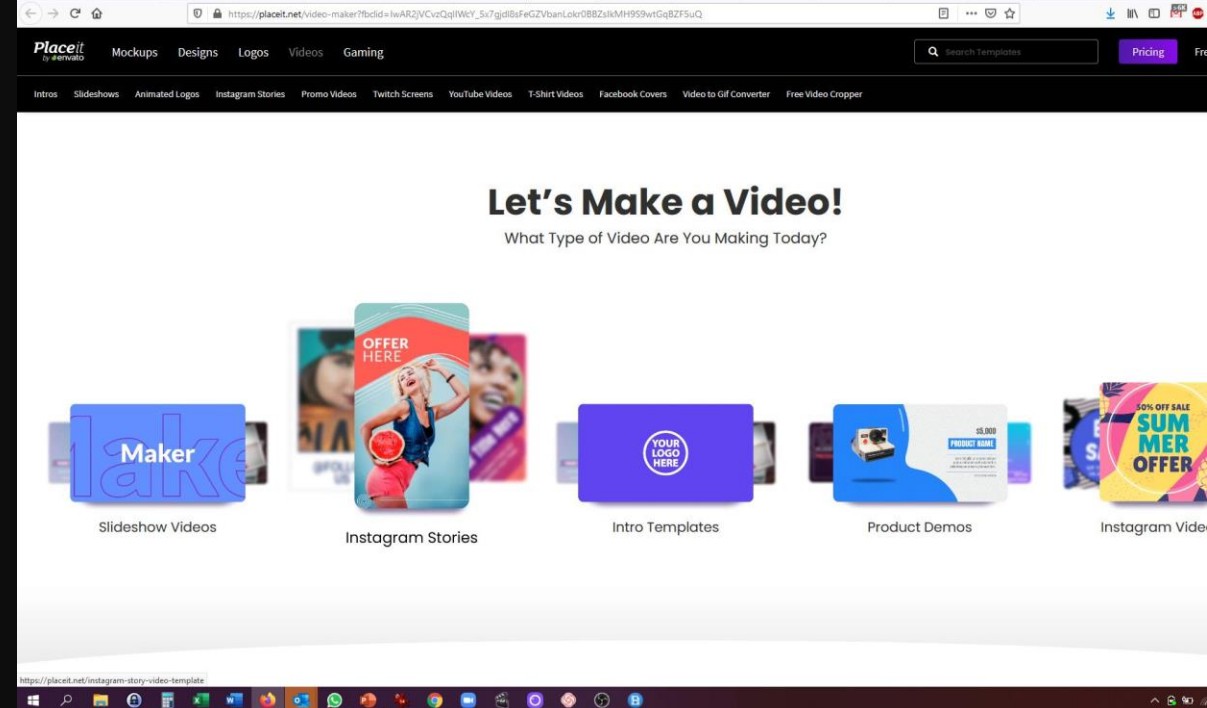 https://placeit.net/video-maker?fbclid=IwAR2jVCvzQqlIWcY_5x7gjdl8sFeGZVbanLokr0BBZslkMH9S9wtGqBZF5uQ
Placeit
by envato
Mockups Designs Logos Videos Gaming
Search Templates
Pricing
Fre
Intros Slideshows Animated Logos Instagram Stories Promo Videos Twitch Screens YouTube Videos T-Shirt Videos Facebook Covers Video to Gif Converter Free Video Cropper
Let's Make a Video!
What Type of Video Are You Making Today?
OFFER
HERE
Maker
YOUR
LOGO
HERE
$5,000
PRODUCT NAME
50% OFF SALE
SUM
MER
OFFER
Slideshow Videos
Instagram Stories
Intro Templates
Product Demos
Instagram Vide
https://placeit.net/instagram-story-video-template